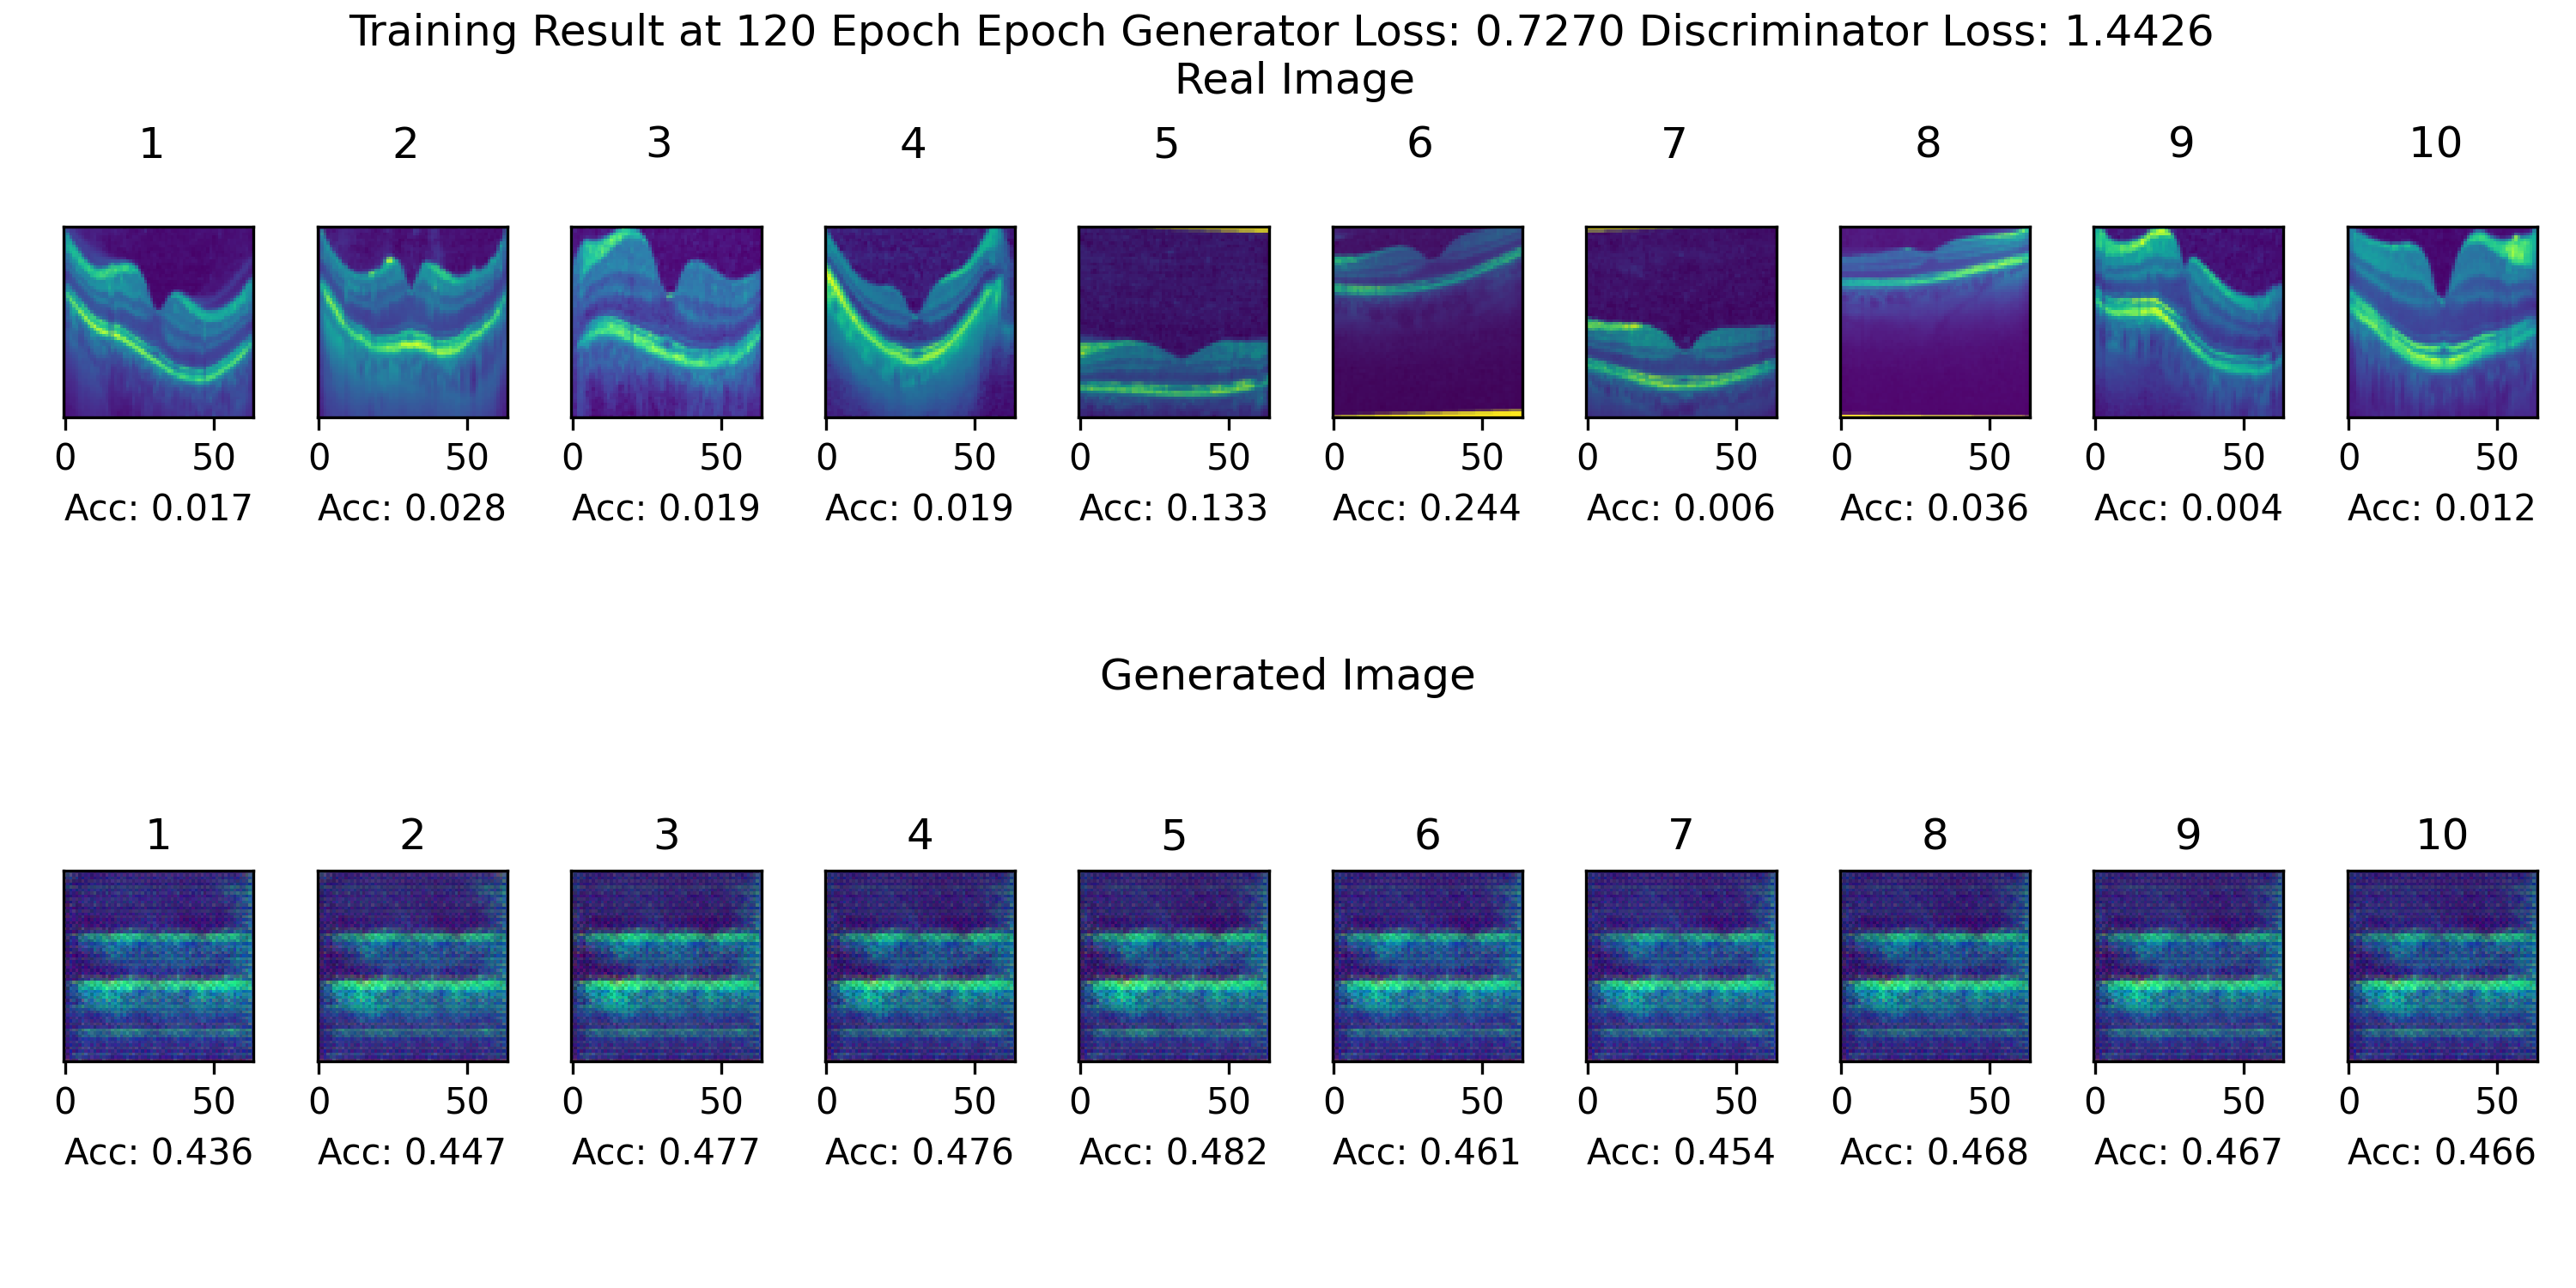 Training Result at 120 Epoch Epoch Generator Loss: 0.7270 Discriminator Loss: 1.4426
Real Image
1 2 3 4 5 6 7 8 9 10
0 50 0 50 0 50 0 50 0 50 0 50 0 50 0 50 0 50 0 50
Acc: 0.017 Acc: 0.028 Acc: 0.019 Acc: 0.019 Acc: 0.133 Acc: 0.244 Acc: 0.006 Acc: 0.036 Acc: 0.004 Acc: 0.012
Generated Image
1 2 3 4 5 6 7 8 9 10
0 50 0 50 0 50 0 50 0 50 0 50 0 50 0 50 0 50 0 50
Acc: 0.436 Acc: 0.447 Acc: 0.477 Acc: 0.476 Acc: 0.482 Acc: 0.461 Acc: 0.454 Acc: 0.468 Acc: 0.467 Acc: 0.466